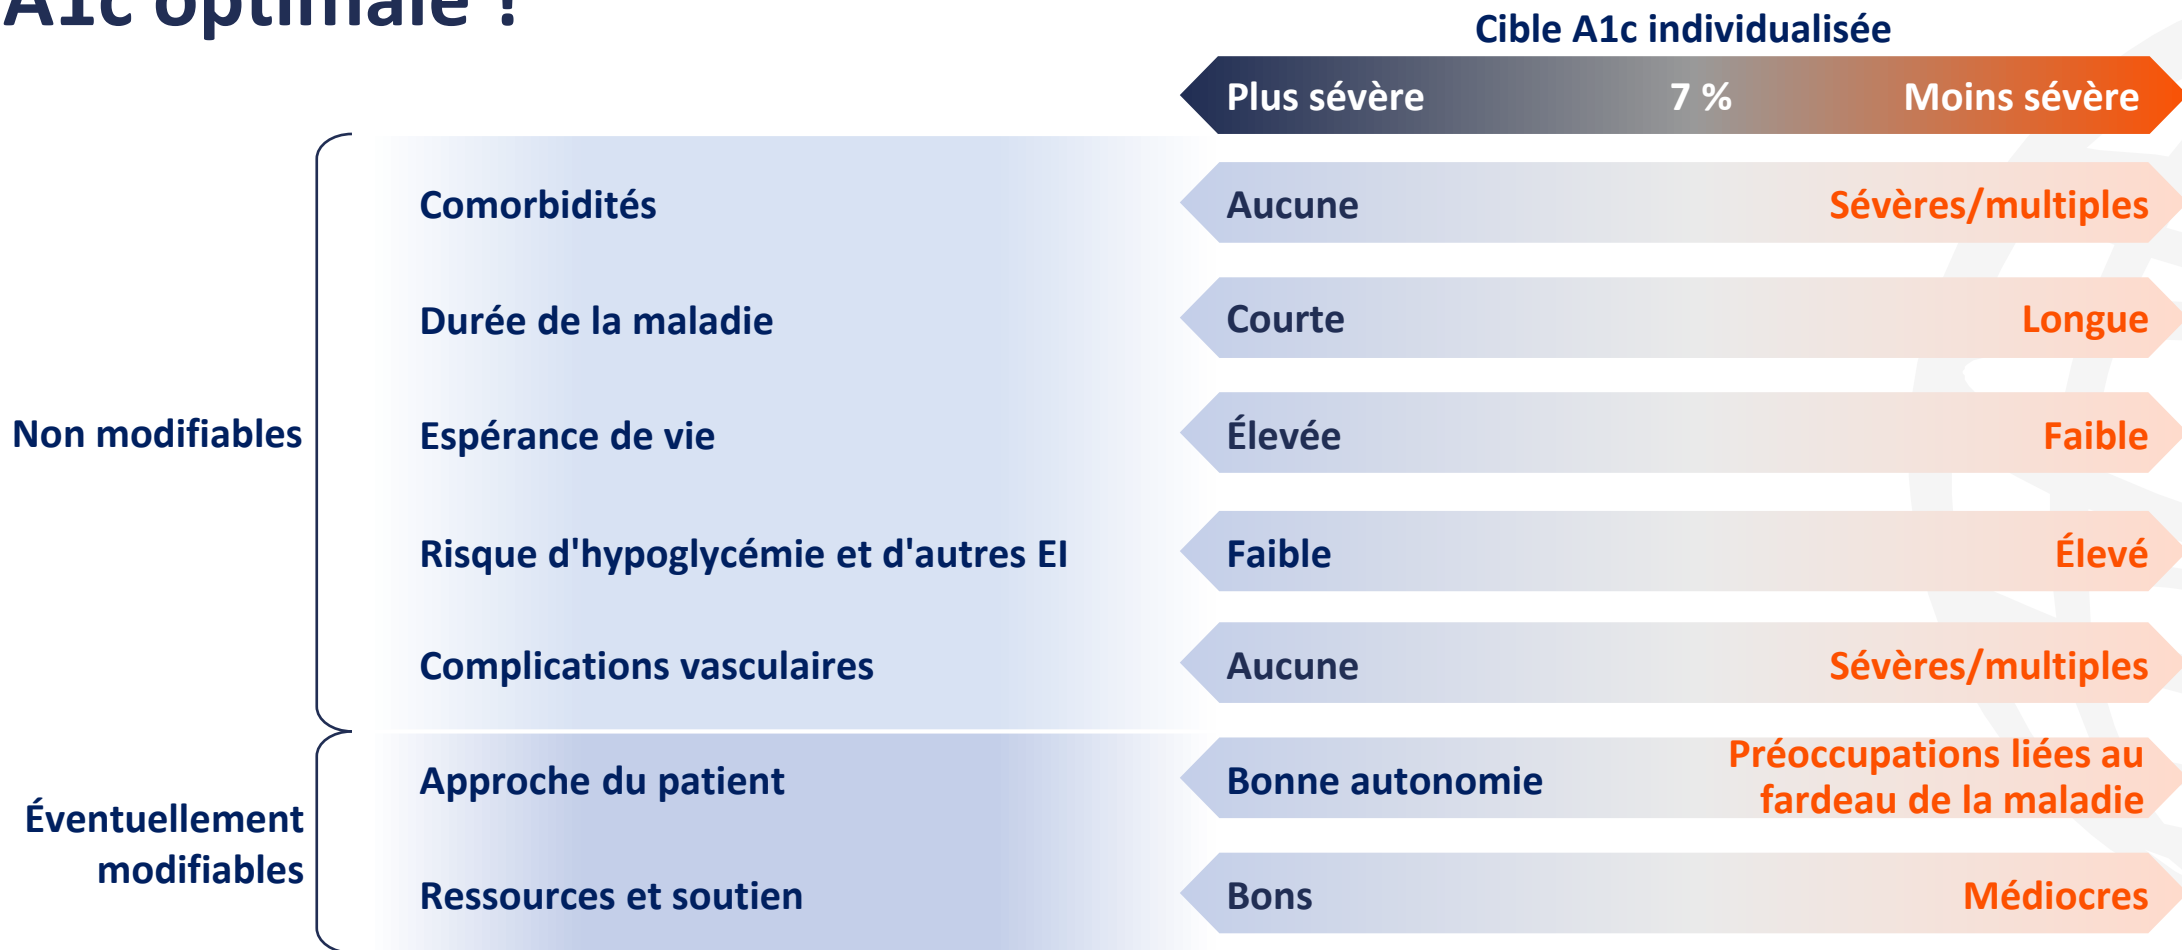 A1c optimale !
Cible A1c individualisée
Plus sévère 7 % Moins sévère
Comorbidités Aucune Sévères/multiples
Durée de la maladie Courte Longue
Non modifiables Espérance de vie Élevée Faible
Risque d'hypoglycémie et d'autres EI Faible Élevé
Complications vasculaires Aucune Sévères/multiples
Approche du patient Bonne autonomie Préoccupations liées au
fardeau de la maladie
Éventuellement
modifiables
Ressources et soutien Bons Médiocres